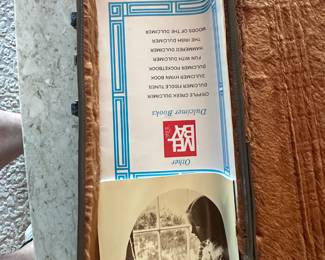 Other
MEL
BAY
Dulcimer Books
CRIPPLE CREEK DULCIMER
DULCIMER FIDDLE TUNES
DULCIMER HYMN BOOK
DULCIMER POCKETBOOK
FUN WITH DULCIMER
HAMMERED DULCIMER
THE IRISH DULCIMER
MOODS OF THE DULCIMER